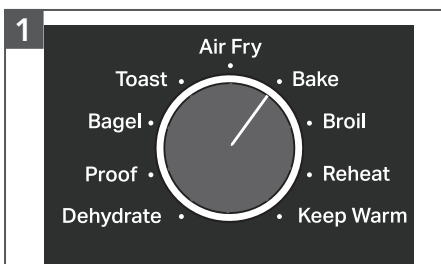 1
Air Fry
Toast Bake
Bagel Broil
Proof Reheat
Dehydrate Keep Warm